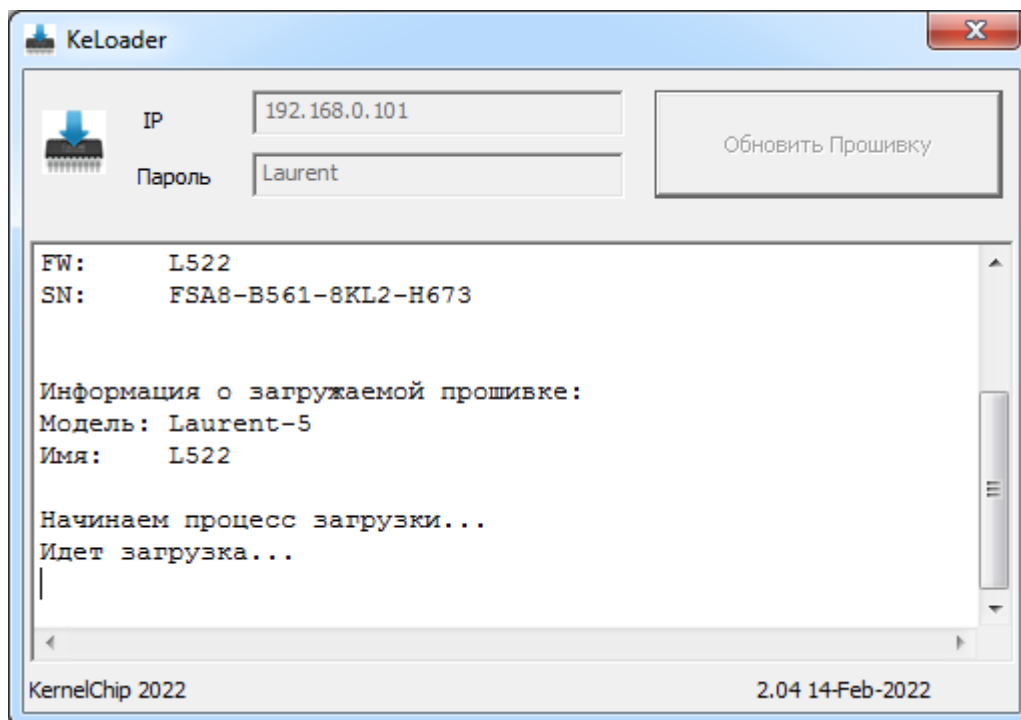 KeLoader
IP
192.168.0.101
Обновить Прошивку
Пароль
Laurent
FW: L522
SN: FSA8-B561-8KL2-H673
Информация о загружаемой прошивке:
Модель: Laurent-5
Имя: L522
Начинаем процесс загрузки...
Идет загрузка...
KernelChip 2022
2.04 14-Feb-2022